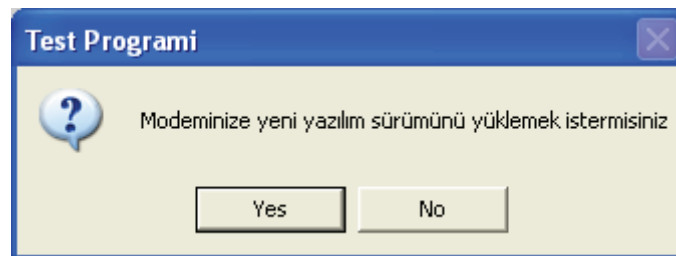 Test Programi
Modeminize yeni yazılım sürümünü yüklemek istermisiniz
Yes
No